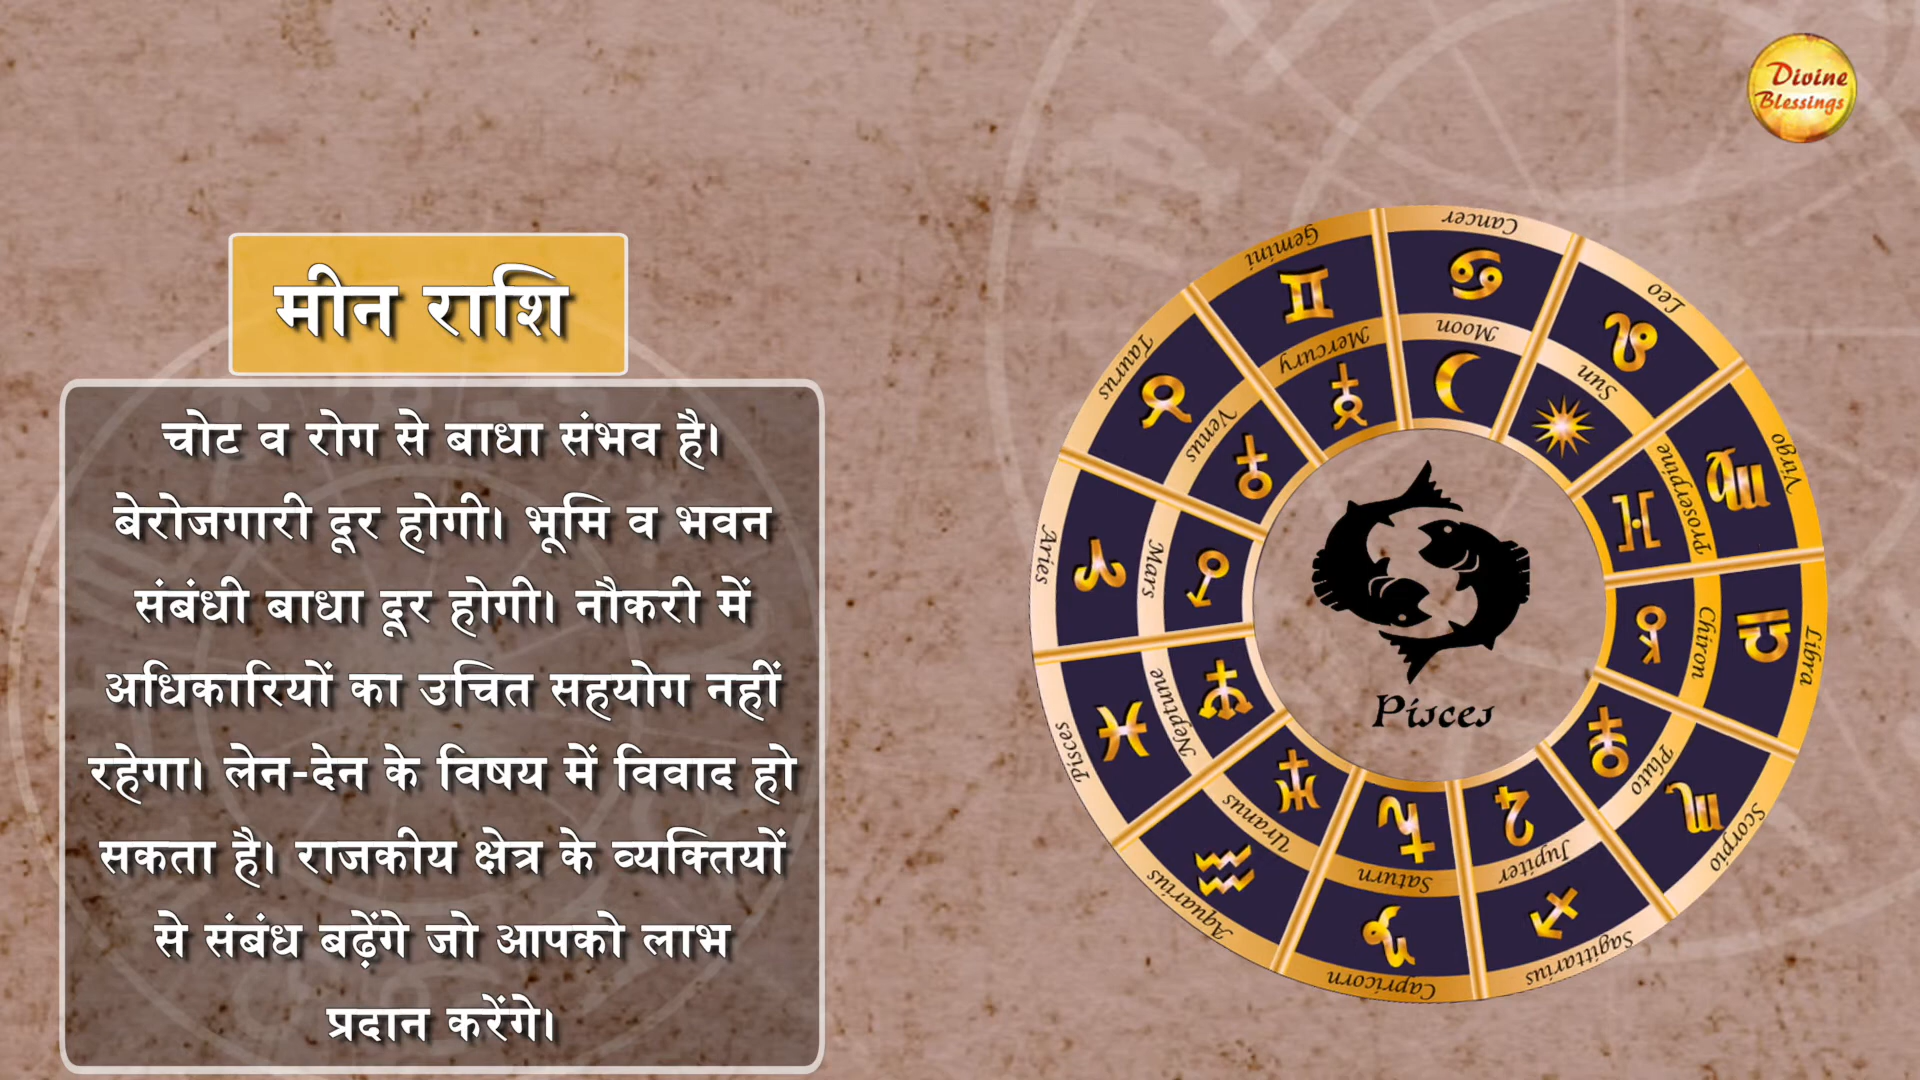 Divine
Blessings
मीन राशि
चोट व रोग से बाधा संभव है।
बेरोजगारी दूर होगी। भूमि व भवन
संबंधी बाधा दूर होगी। नौकरी में
अधिकारियों का उचित सहयोग नहीं
रहेगा। लेन-देन के विषय में विवाद हो
सकता है। राजकीय क्षेत्र के व्यक्तियों
से संबंध बढ़ेंगे जो आपको लाभ
प्रदान करेंगे।
Cancer
Leo
Virgo
Libra
Scorpio
Sagittarius
Capricorn
Aquarius
Pisces
Aries
Taurus
Gemini
Moon
Sun
Proserpine
Chiron
Pluto
Jupiter
Saturn
Uranus
Neptune
Mars
Venus
Mercury
Pisces